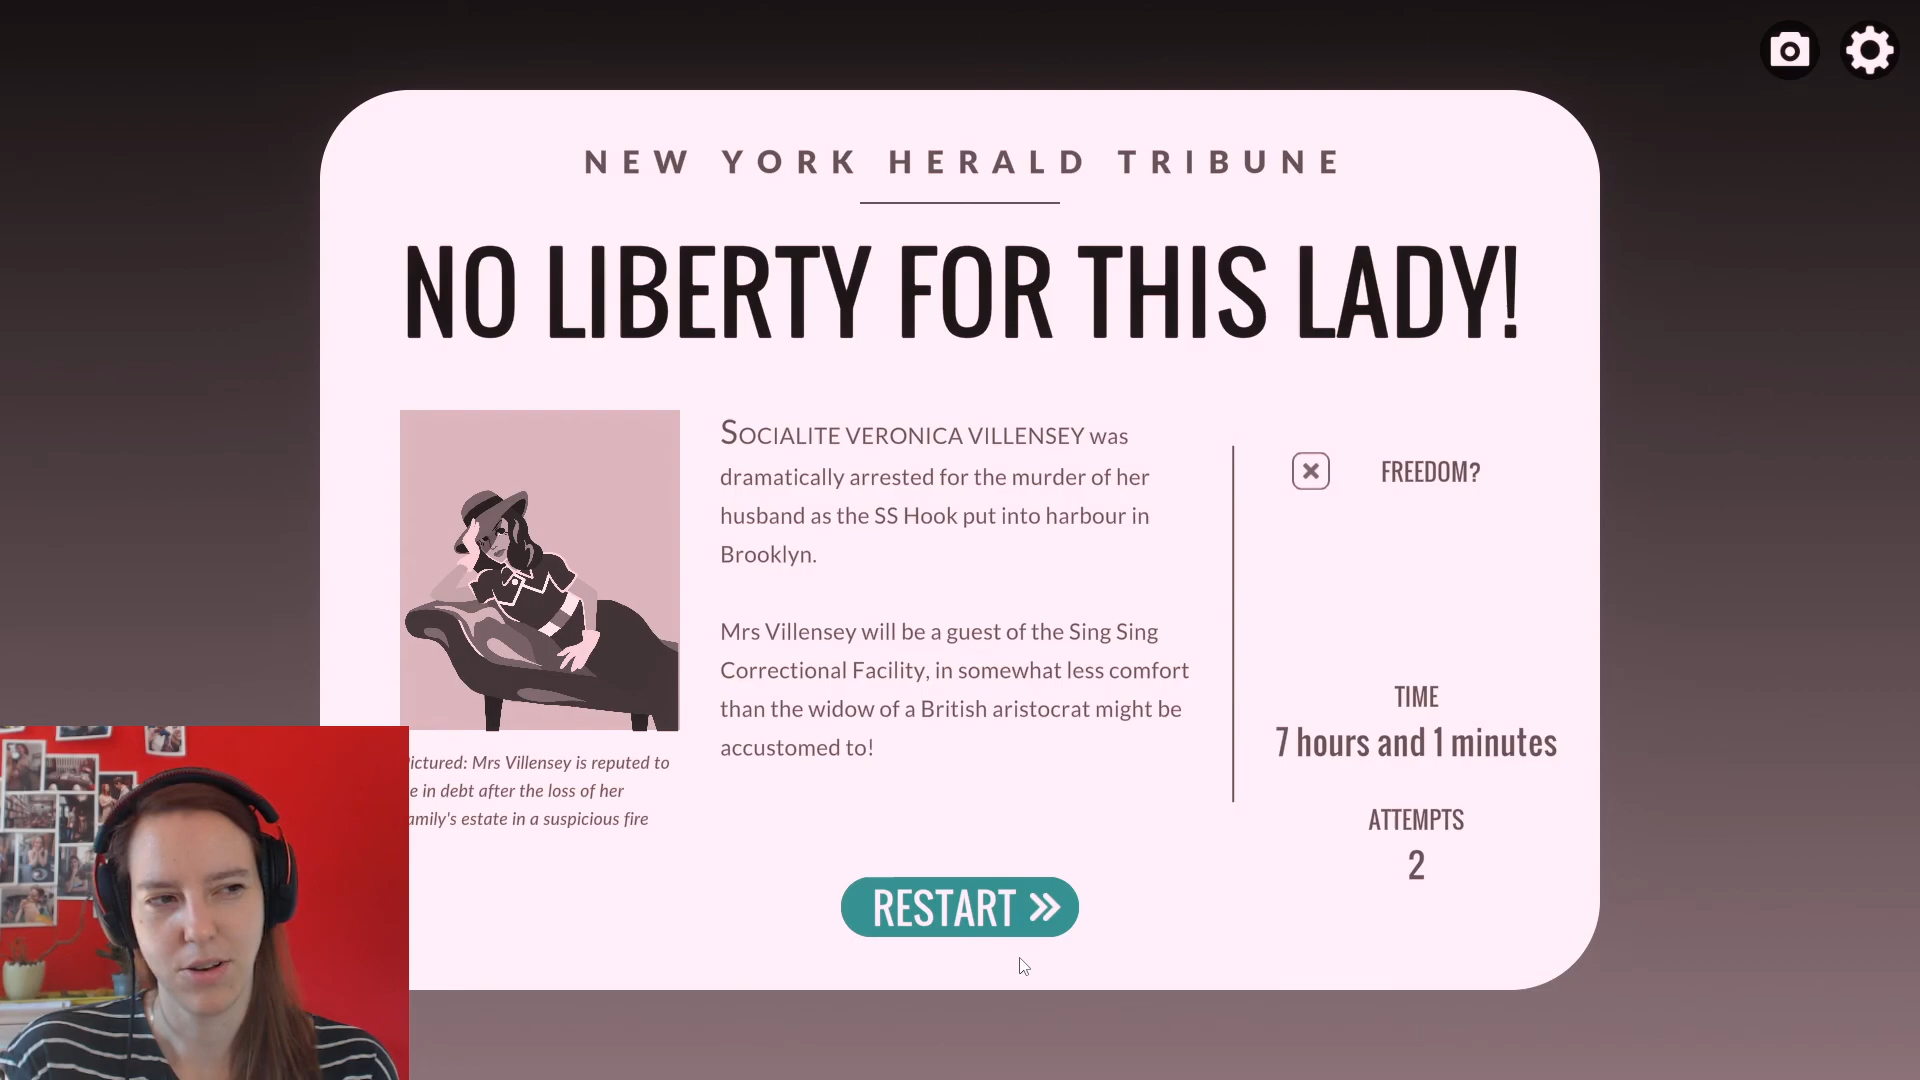 NEW YORK HERALD TRIBUNE
NO LIBERTY FOR THIS LADY!
SOCIALITE VERONICA VILLENSEY was
dramatically arrested for the murder of her
husband as the SS Hook put into harbour in
Brooklyn.
Mrs Villensey will be a guest of the Sing Sing
Correctional Facility, in somewhat less comfort
than the widow of a British aristocrat might be
accustomed to!
ictured: Mrs Villensey is reputed to
e in debt after the loss of her
amily's estate in a suspicious fire
FREEDOM?
TIME
7 hours and 1 minutes
ATTEMPTS
2
RESTART